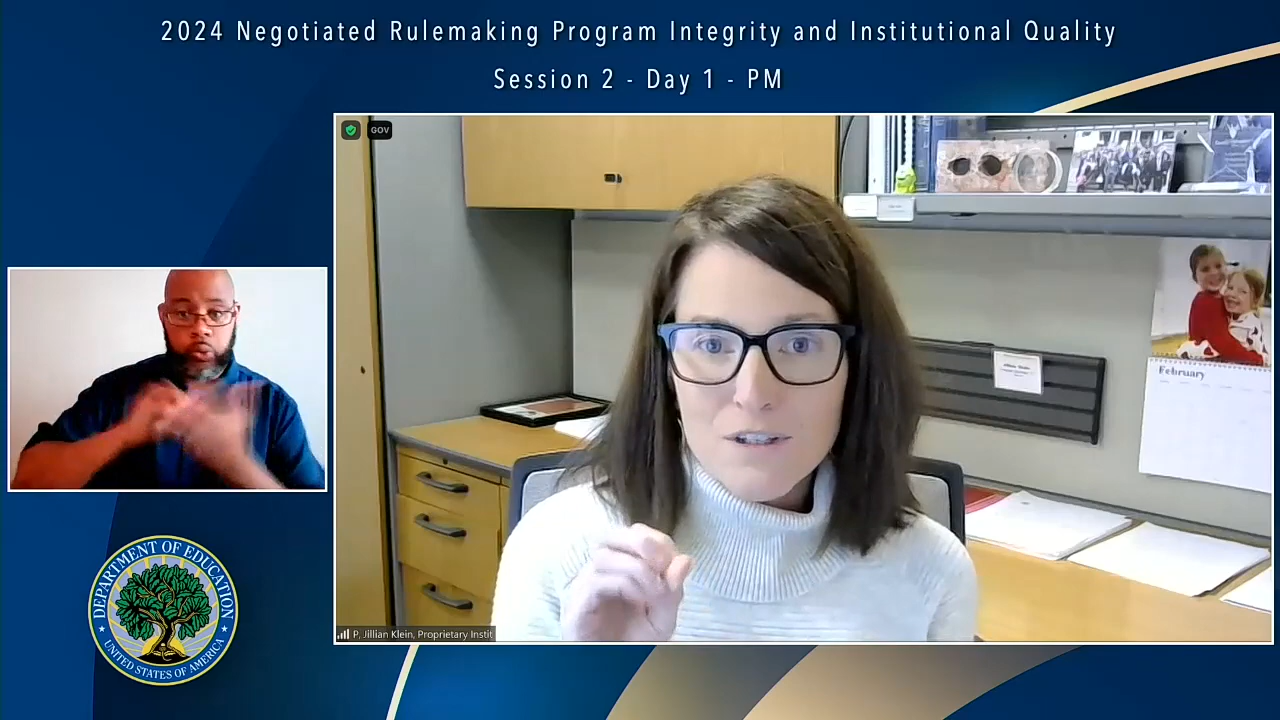 2024 Negotiated Rulemaking Program Integrity and Institutional Quality
Session 2 - Day 1 - PM
GOV
February
P, Jillian Klein, Proprietary Instit
DEPARTMENT OF EDUCATION
UNITED STATES OF AMERICA